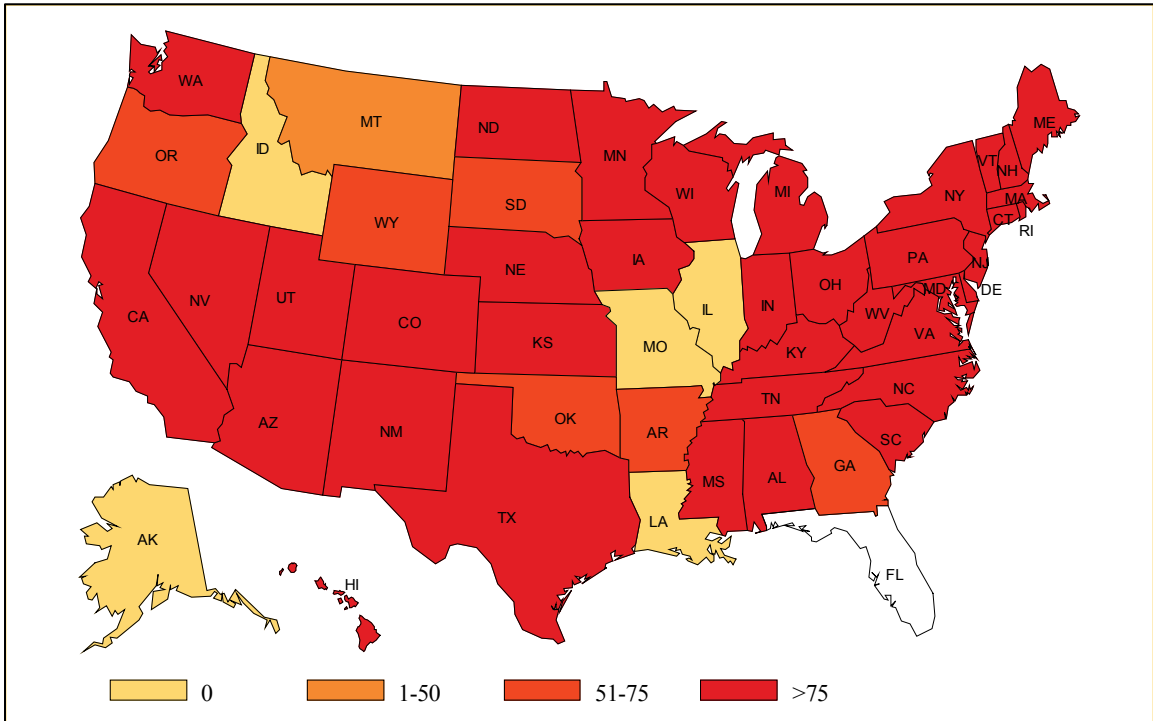 WA
MT
ND
MN
ME
OR
ID
WY
SD
WI
MI
VT
NH
NY
MA
CT
RI
CA
NV
UT
CO
NE
IA
IL
IN
OH
PA
NJ
DE
MD
WV
VA
KS
MO
KY
AZ
NM
OK
AR
TN
NC
SC
TX
LA
MS
AL
GA
FL
AK
HI
0
1-50
51-75
>75